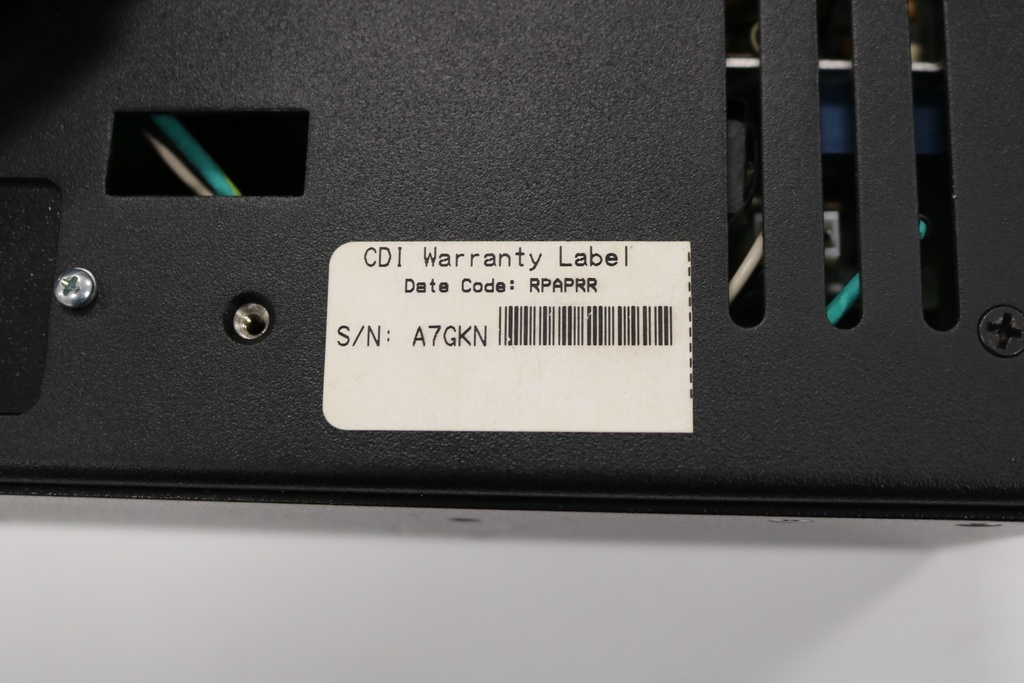 CDI Warranty Label
Date Code: RPAPRR
S/N: A7GKN